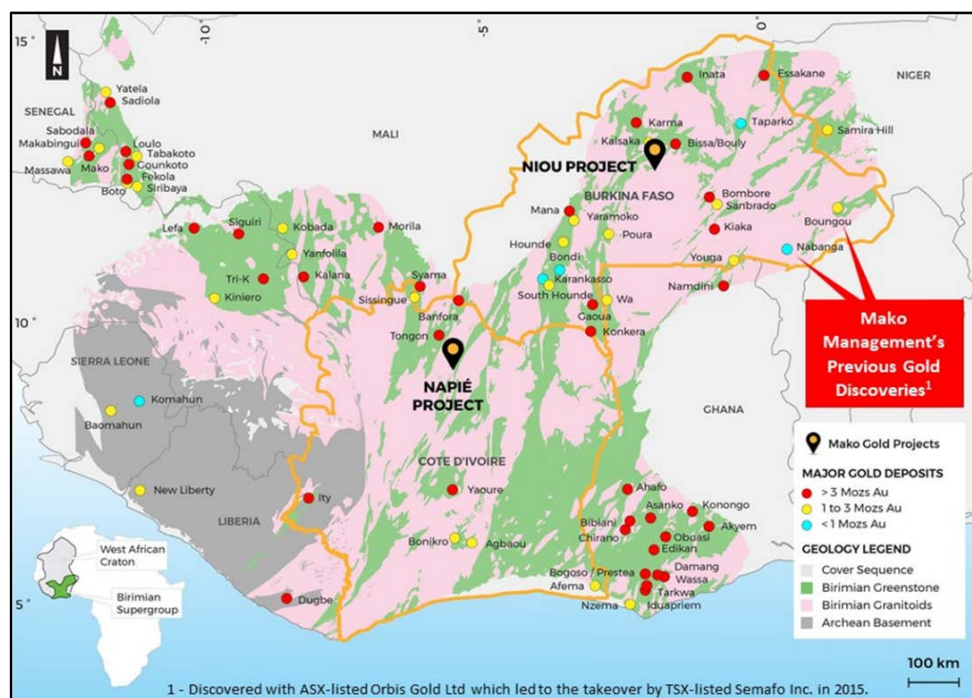 -10
-5
0
15
10
5
N
NIGER
SENEGAL
MALI
BURKINA FASO
SIERRA LEONE
LIBERIA
COTE D'IVOIRE
GHANA
Yatela
Sadiola
Sabodala
Makabingui
Massawa
Mako
Loulo
Tabakoto
Gounkoto
Fekola
Boto
Siribaya
Inata
Essakane
Karma
Taparko
Samira Hill
Kalsaka
Bissa/Bouly
NIOU PROJECT
Bombore
Sanbrado
Mana
Yaramoko
Boungou
Kiaka
Poura
Hounde
Nabanga
Bondi
Youga
Karankasso
Namdini
South Hounde
Wa
Gaoua
Konkera
Lefa
Siguiri
Kobada
Morila
Yanfolila
Tri-K
Kalana
Syama
Kiniero
Sissingue
Banfora
Tongon
NAPIÉ
PROJECT
Komahun
Baomahun
New Liberty
Ity
Yaoure
Bonikro
Agbaou
Dugbe
Ahafo
Asanko
Konongo
Bibiani
Chirano
Akyem
Obuasi
Edikan
Damang
Bogoso / Prestea
Wassa
Afema
Tarkwa
Nzema
Iduapriem
Mako
Management's
Previous Gold
Discoveries1
Mako Gold Projects
MAJOR GOLD DEPOSITS
> 3 Mozs Au
1 to 3 Mozs Au
<1 Mozs Au
GEOLOGY LEGEND
Cover Sequence
Birimian Greenstone
Birimian Granitoids
Archean Basement
West African
Craton
Birimian
Supergroup
100 km
1 - Discovered with ASX-listed Orbis Gold Ltd which led to the takeover by TSX-listed Semafo Inc. in 2015.